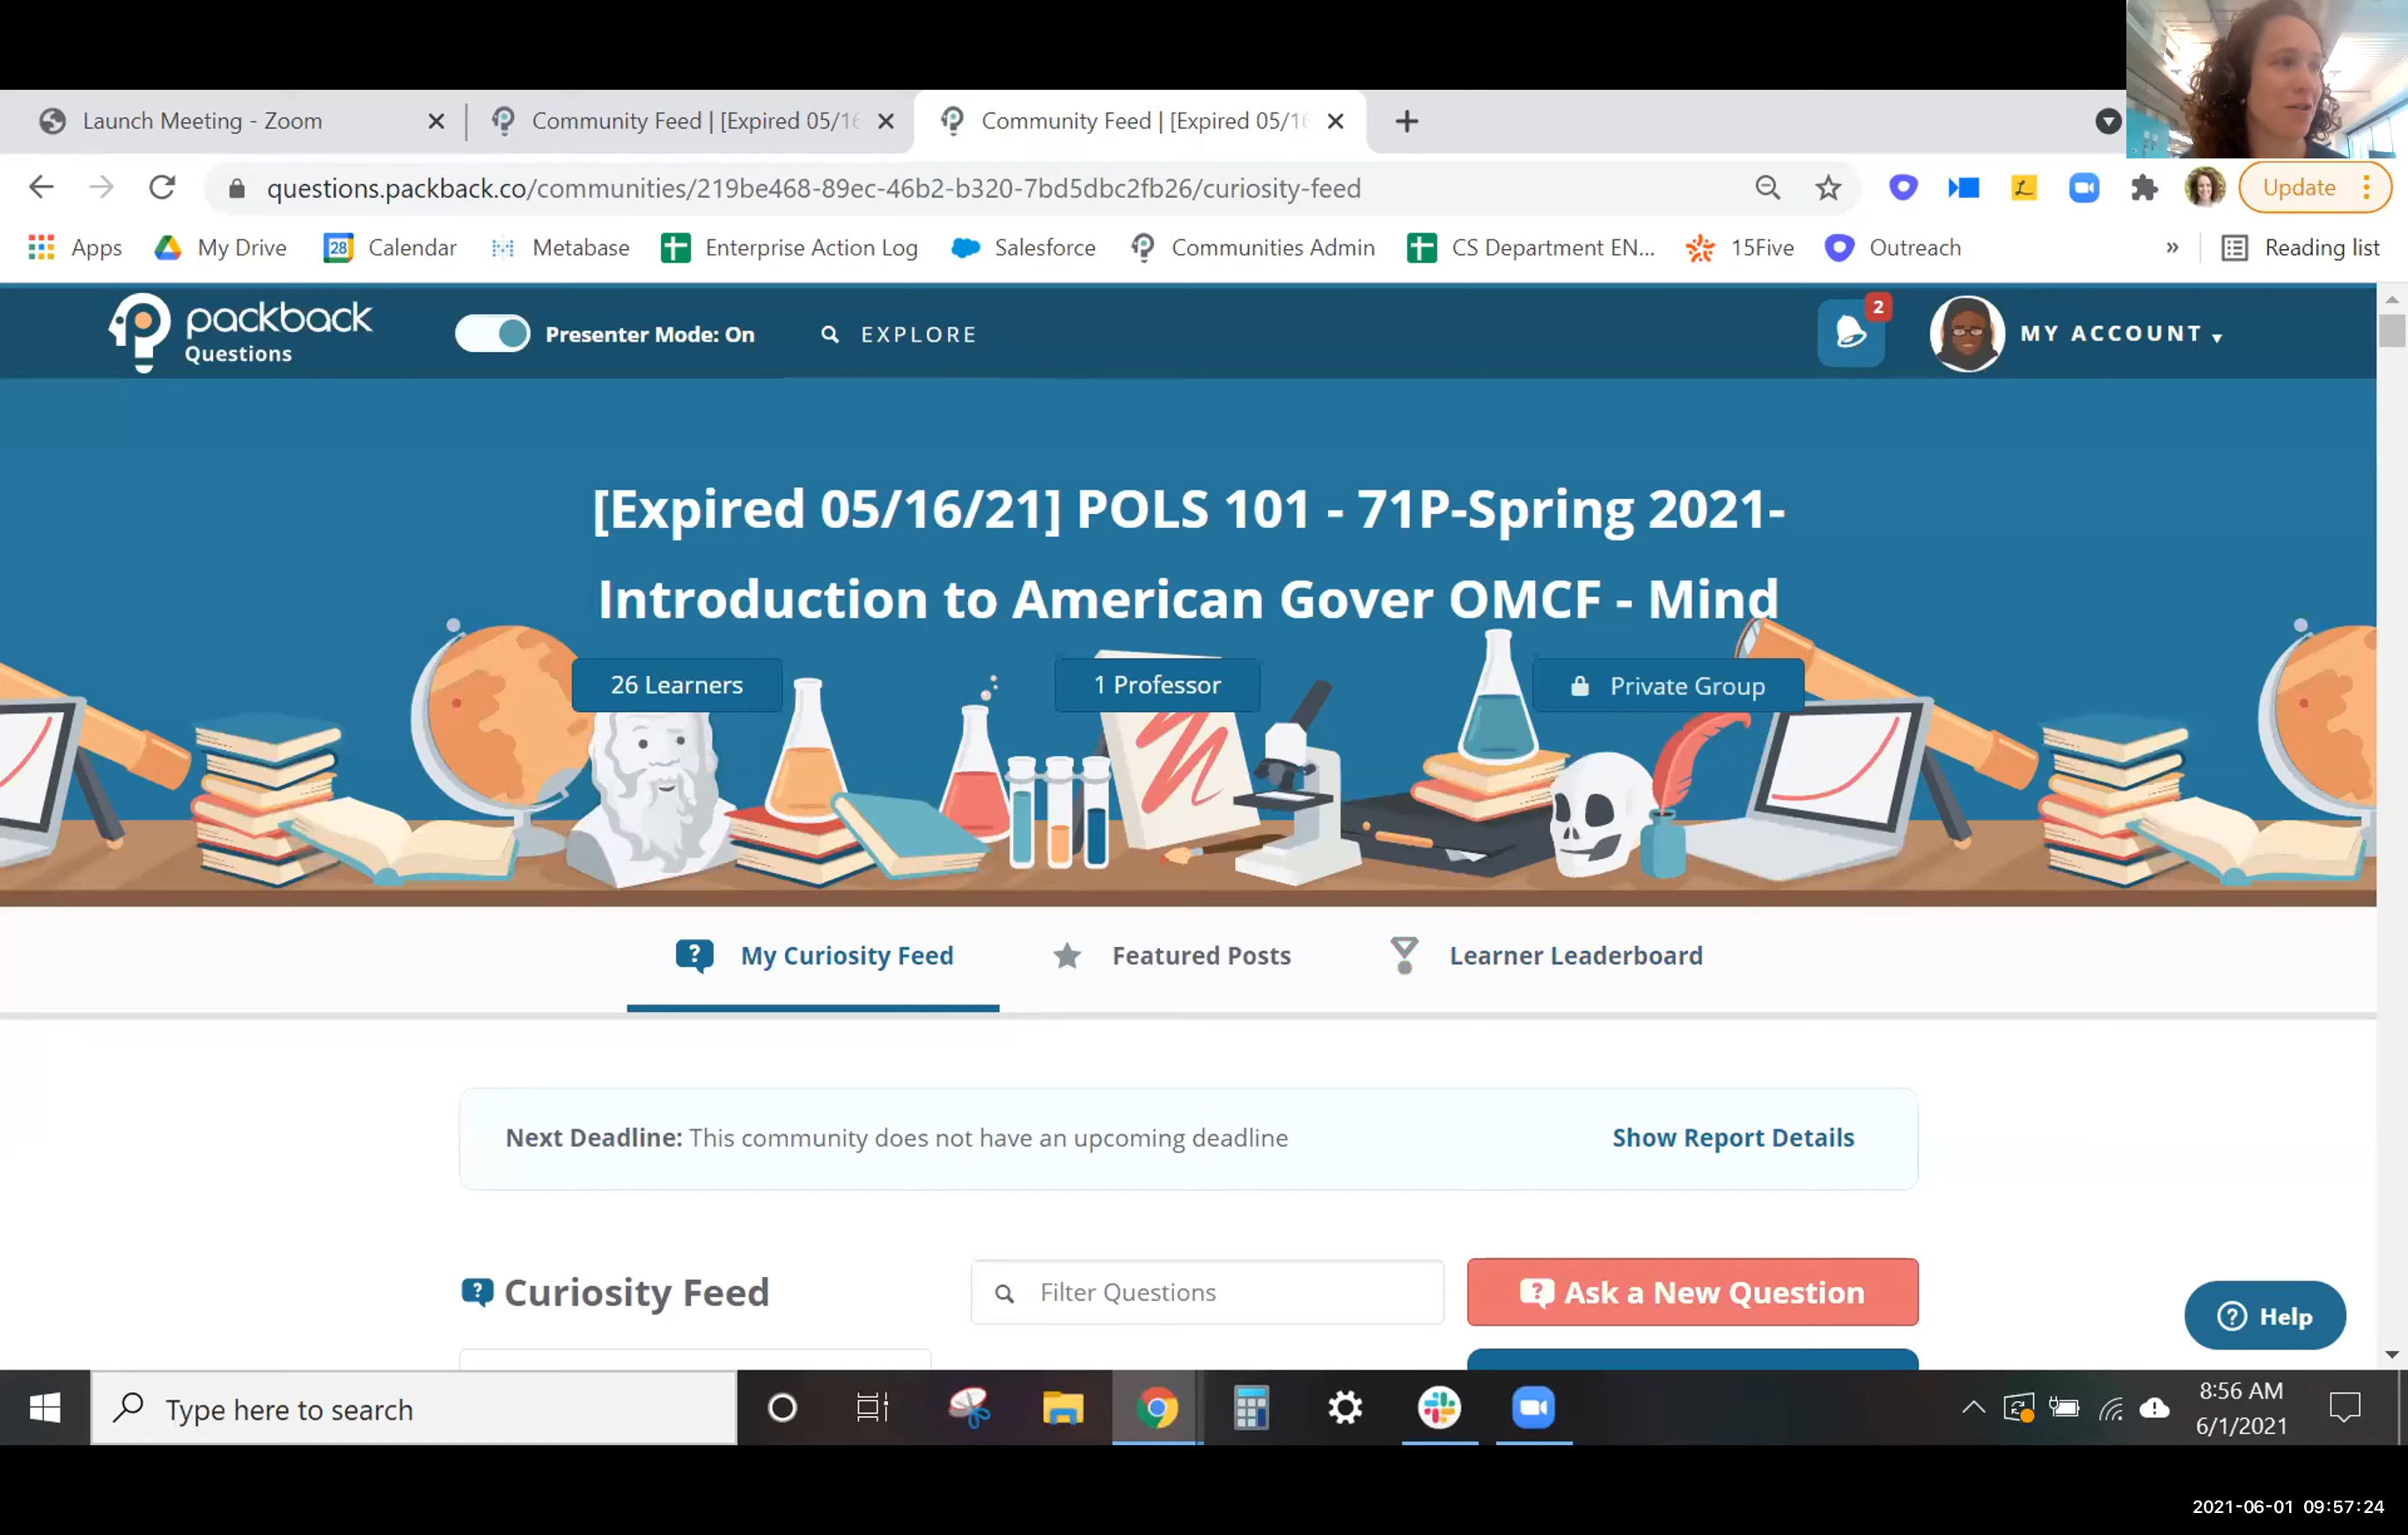 Launch Meeting - Zoom
Community Feed | [Expired 05/16
Community Feed | [Expired 05/16
questions.packback.co/communities/219be468-89ec-46b2-b320-7bd5dbc2fb26/curiosity-feed
Update
Apps
My Drive
28
Calendar
Metabase
Enterprise Action Log
Salesforce
Communities Admin
CS Department EN...
15Five
Outreach
»
Reading list
packback
Questions
Presenter Mode: On
EXPLORE
2
MY ACCOUNT
[Expired 05/16/21] POLS 101 - 71P-Spring 2021-
Introduction to American Gover OMCF - Mind
26 Learners
1 Professor
Private Group
My Curiosity Feed
Featured Posts
Learner Leaderboard
Next Deadline: This community does not have an upcoming deadline
Show Report Details
Curiosity Feed
Filter Questions
Ask a New Question
Help
Type here to search
8:56 AM
6/1/2021
2021-06-01 09:57:24